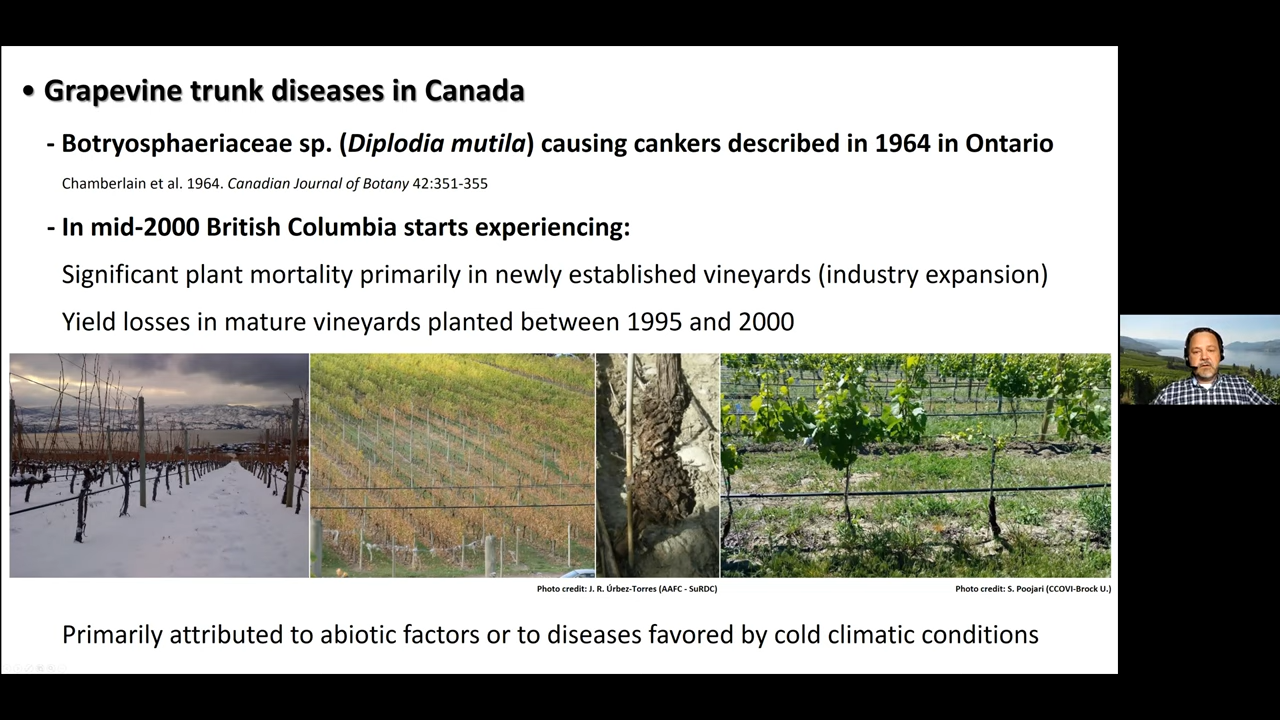 • Grapevine trunk diseases in Canada
- Botryosphaeriaceae sp. (Diplodia mutila) causing cankers described in 1964 in Ontario
Chamberlain et al. 1964. Canadian Journal of Botany 42:351-355
- In mid-2000 British Columbia starts experiencing:
Significant plant mortality primarily in newly established vineyards (industry expansion)
Yield losses in mature vineyards planted between 1995 and 2000
Photo credit: J. R. Úrbez-Torres (AAFC - SuRDC)
Photo credit: S. Poojari (CCOVI-Brock U.)
Primarily attributed to abiotic factors or to diseases favored by cold climatic conditions